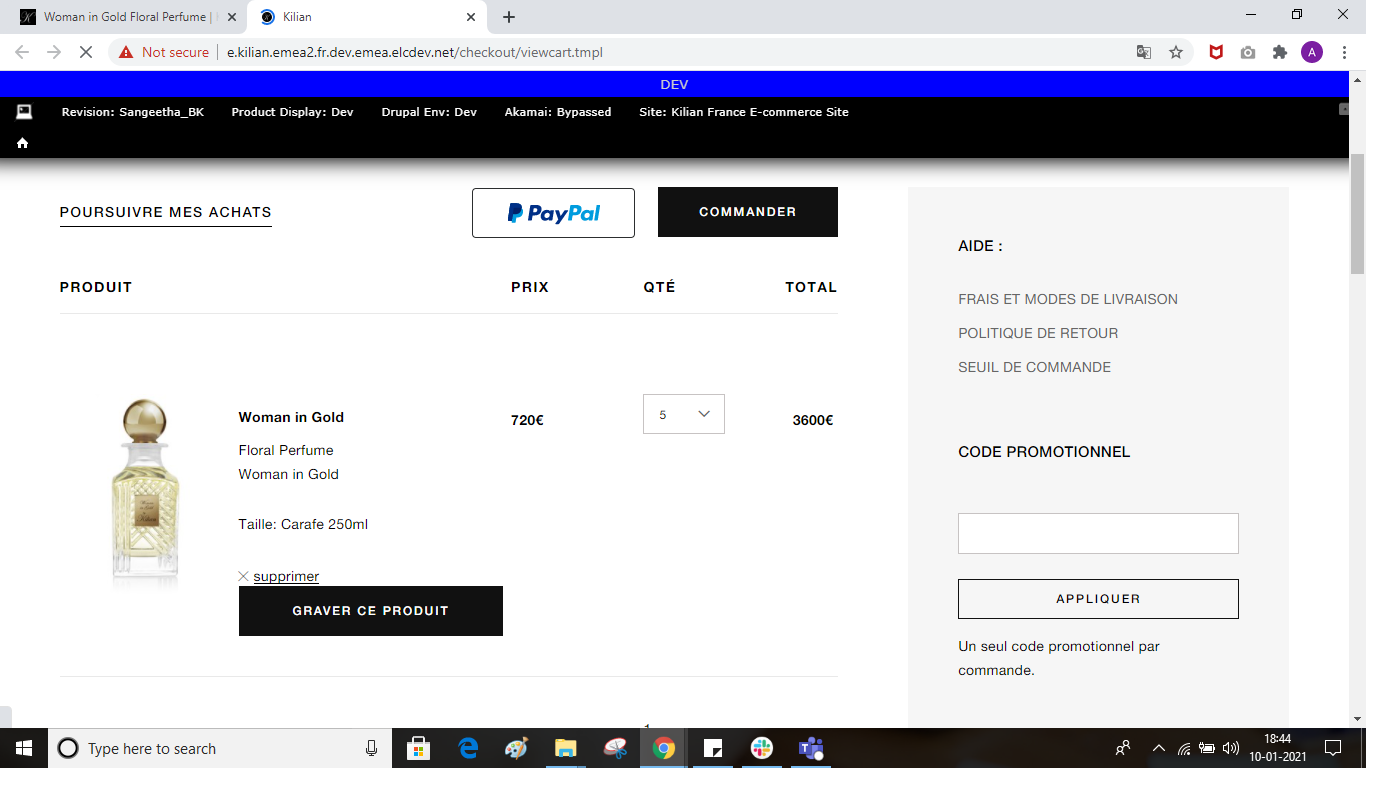 Woman in Gold Floral Perfume |
Kilian
Not secure
e.kilian.emea2.fr.dev.emea.elcdev.net/checkout/viewcart.tmpl
A
DEV
Revision: Sangeetha_BK
Product Display: Dev
Drupal Env: Dev
Akamai: Bypassed
Site: Kilian France E-commerce Site
POURSUIVRE MES ACHATS
PayPal
COMMANDER
PRODUIT
PRIX
QTÉ
TOTAL
Woman in Gold
720€
5
3600€
Floral Perfume
Woman in Gold
Taille: Carafe 250ml
supprimer
GRAVER CE PRODUIT
AIDE :
FRAIS ET MODES DE LIVRAISON
POLITIQUE DE RETOUR
SEUIL DE COMMANDE
CODE PROMOTIONNEL
APPLIQUER
Un seul code promotionnel par
commande.
Type here to search
18:44
10-01-2021